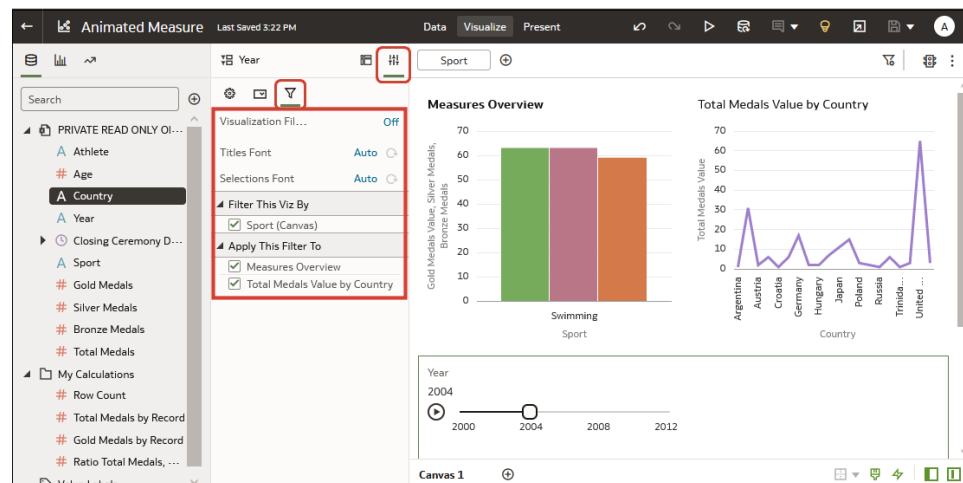 Animated Measure Last Saved 3:22 PM Data Visualize Present A
Search
PRIVATE READ ONLY Ol...
A Athlete
# Age
A Country
A Year
Closing Ceremony D...
A Sport
# Gold Medals
# Silver Medals
# Bronze Medals
# Total Medals
My Calculations
# Row Count
# Total Medals by Record
# Gold Medals by Record
# Ratio Total Medals, ...
Year
Visualization Fil... Off
Titles Font Auto
Selections Font Auto
Filter This Viz By
Sport (Canvas)
Apply This Filter To
Measures Overview
Total Medals Value by Country
Sport
Measures Overview
Gold Medals Value, Silver Medals,
Bronze Medals
70
60
50
40
30
20
10
0
Swimming
Sport
Total Medals Value by Country
Total Medals Value
70
60
50
40
30
20
10
0
Argentina
Austria
Croatia
Germany
Hungary
Japan
Poland
Russia
Trinida...
United ...
Country
Year
2004
2000 2004 2008 2012
Canvas 1